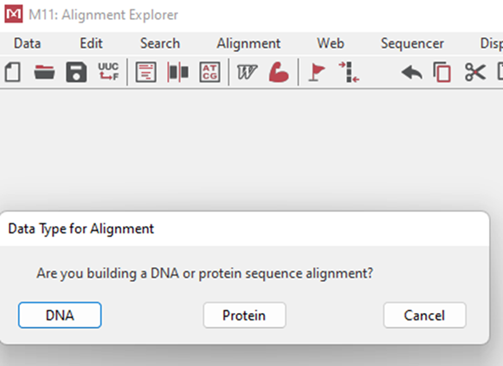 M11: Alignment Explorer
Data Edit Search Alignment Web Sequencer Disp
UUC F AT CG W
Data Type for Alignment
Are you building a DNA or protein sequence alignment?
DNA Protein Cancel